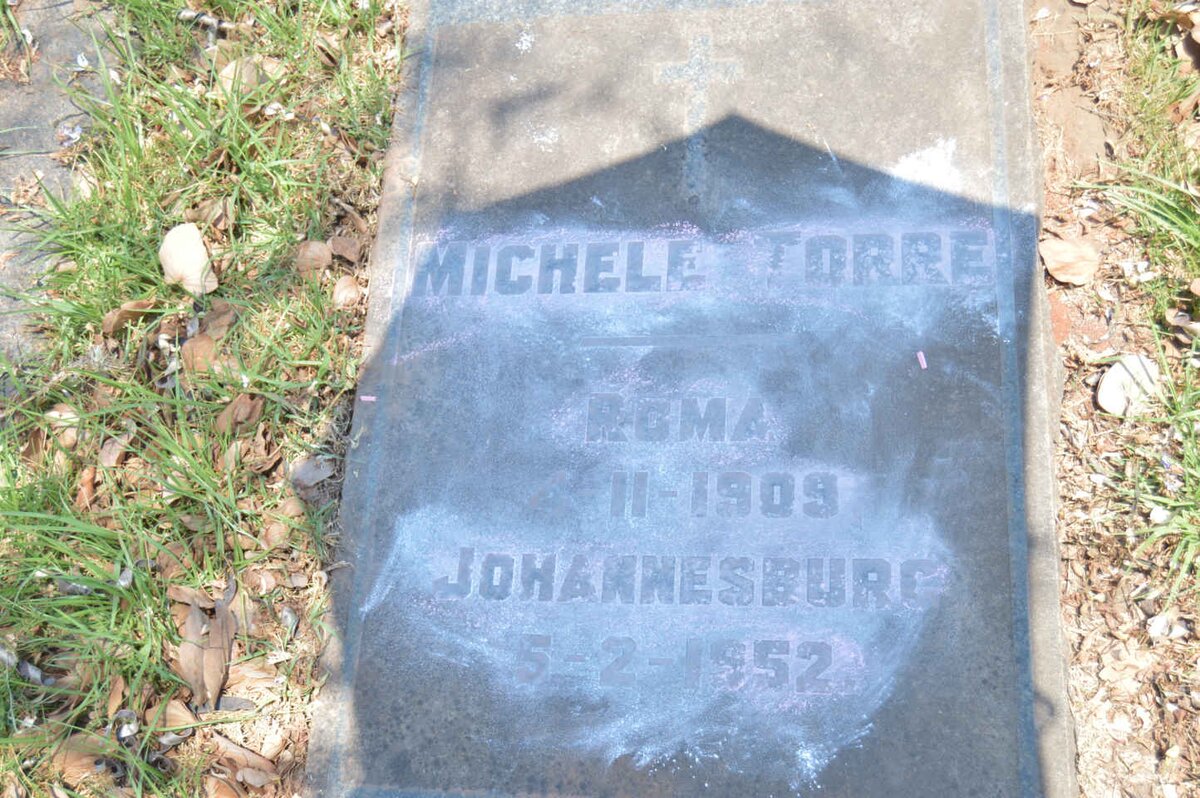 MICHELE TORRE
ROMA
-11-1909
JOHANNESBURG
5-2-1952.